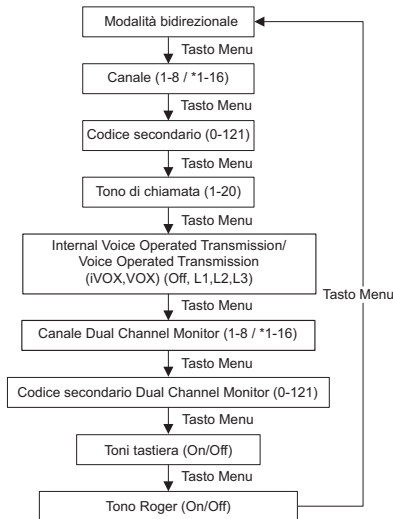 Modalità bidirezionale
Tasto Menu
Canale (1-8 / *1-16)
Tasto Menu
Codice secondario (0-121)
Tasto Menu
Tono di chiamata (1-20)
Tasto Menu
Internal Voice Operated Transmission/
Voice Operated Transmission
(iVOX,VOX) (Off, L1,L2,L3)
Tasto Menu
Tasto Menu
Canale Dual Channel Monitor (1-8 / *1-16)
Tasto Menu
Codice secondario Dual Channel Monitor (0-121)
Tasto Menu
Toni tastiera (On/Off)
Tasto Menu
Tono Roger (On/Off)